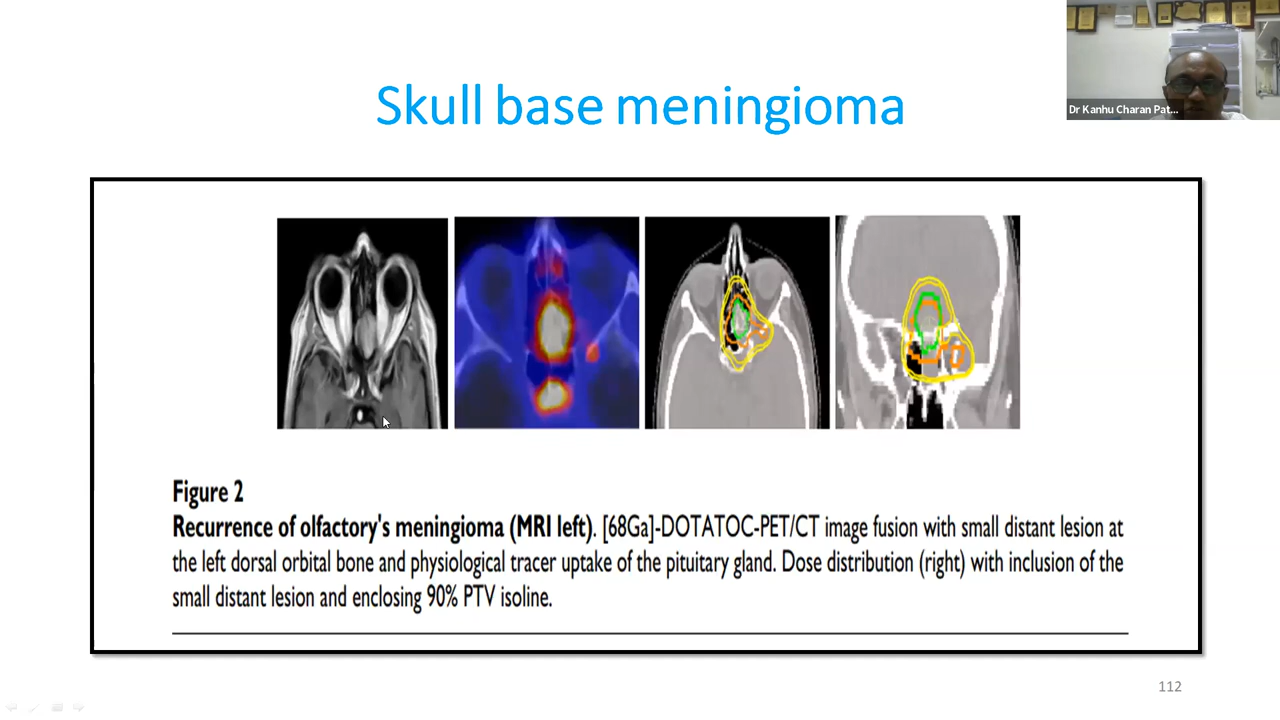 Skull base meningioma
Dr Kanhu Charan Pat...
Figure 2
Recurrence of olfactory's meningioma (MRI left). [68Ga]-DOTATOC-PET/CT image fusion with small distant lesion at
the left dorsal orbital bone and physiological tracer uptake of the pituitary gland. Dose distribution (right) with inclusion of the
small distant lesion and enclosing 90% PTV isoline.
112